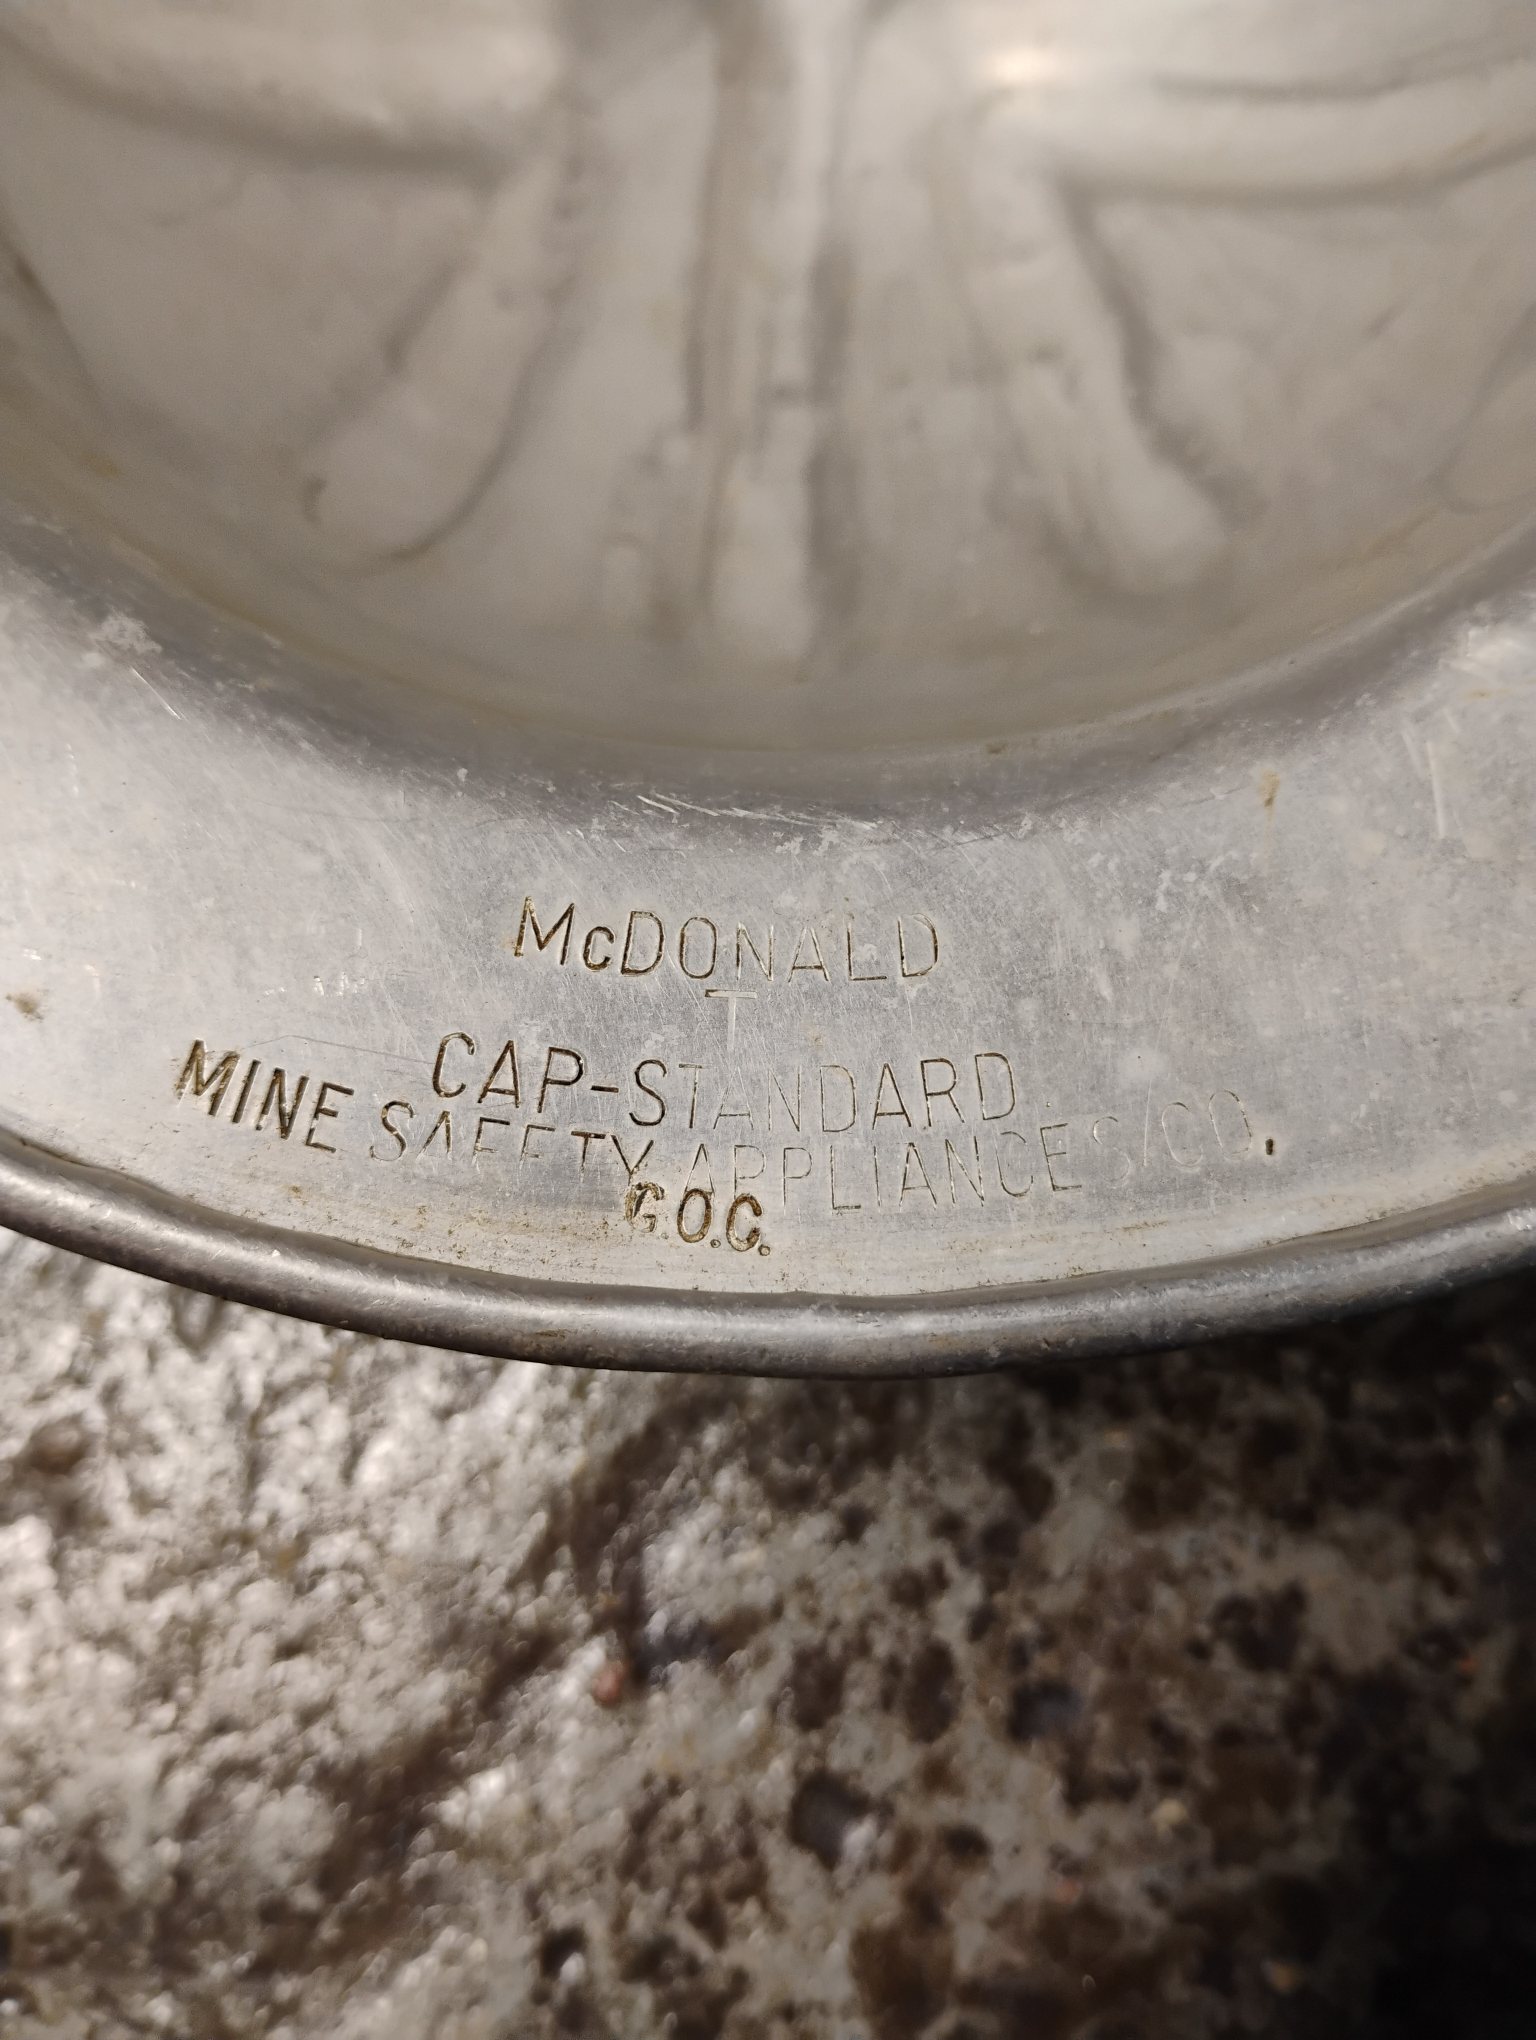 McDONALD
T
CAP-STANDARD
MINE SAFETY APPLIANCES CO.
G.O.C.